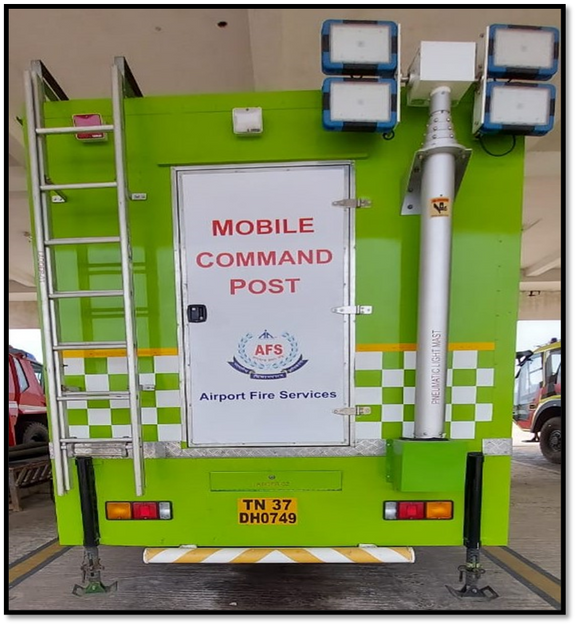 MOBILE
COMMAND
POST
AFS
Airport Fire Services
PNEUMATIC LIGHT MAST
TN 37
DH0749